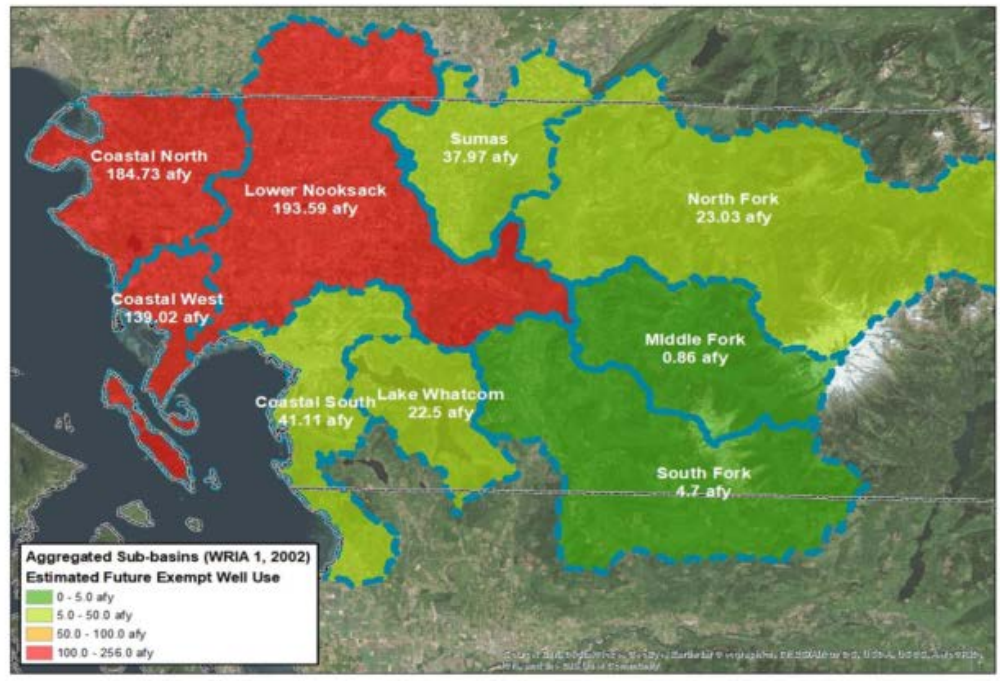 Coastal North
184.73 afy
Lower Nooksack
193.59 afy
Sumas
37.97 afy
North Fork
23.03 afy
Coastal West
139.02 afy
Middle Fork
0.86 afy
Coastal South
41.11 afy
Lake Whatcom
22.5 afy
South Fork
4.7 afy
Aggregated Sub-basins (WRIA 1, 2002)
Estimated Future Exempt Well Use
0 - 5.0 afy
5.0 - 50.0 afy
50.0 - 100.0 afy
100.0 - 256.0 afy